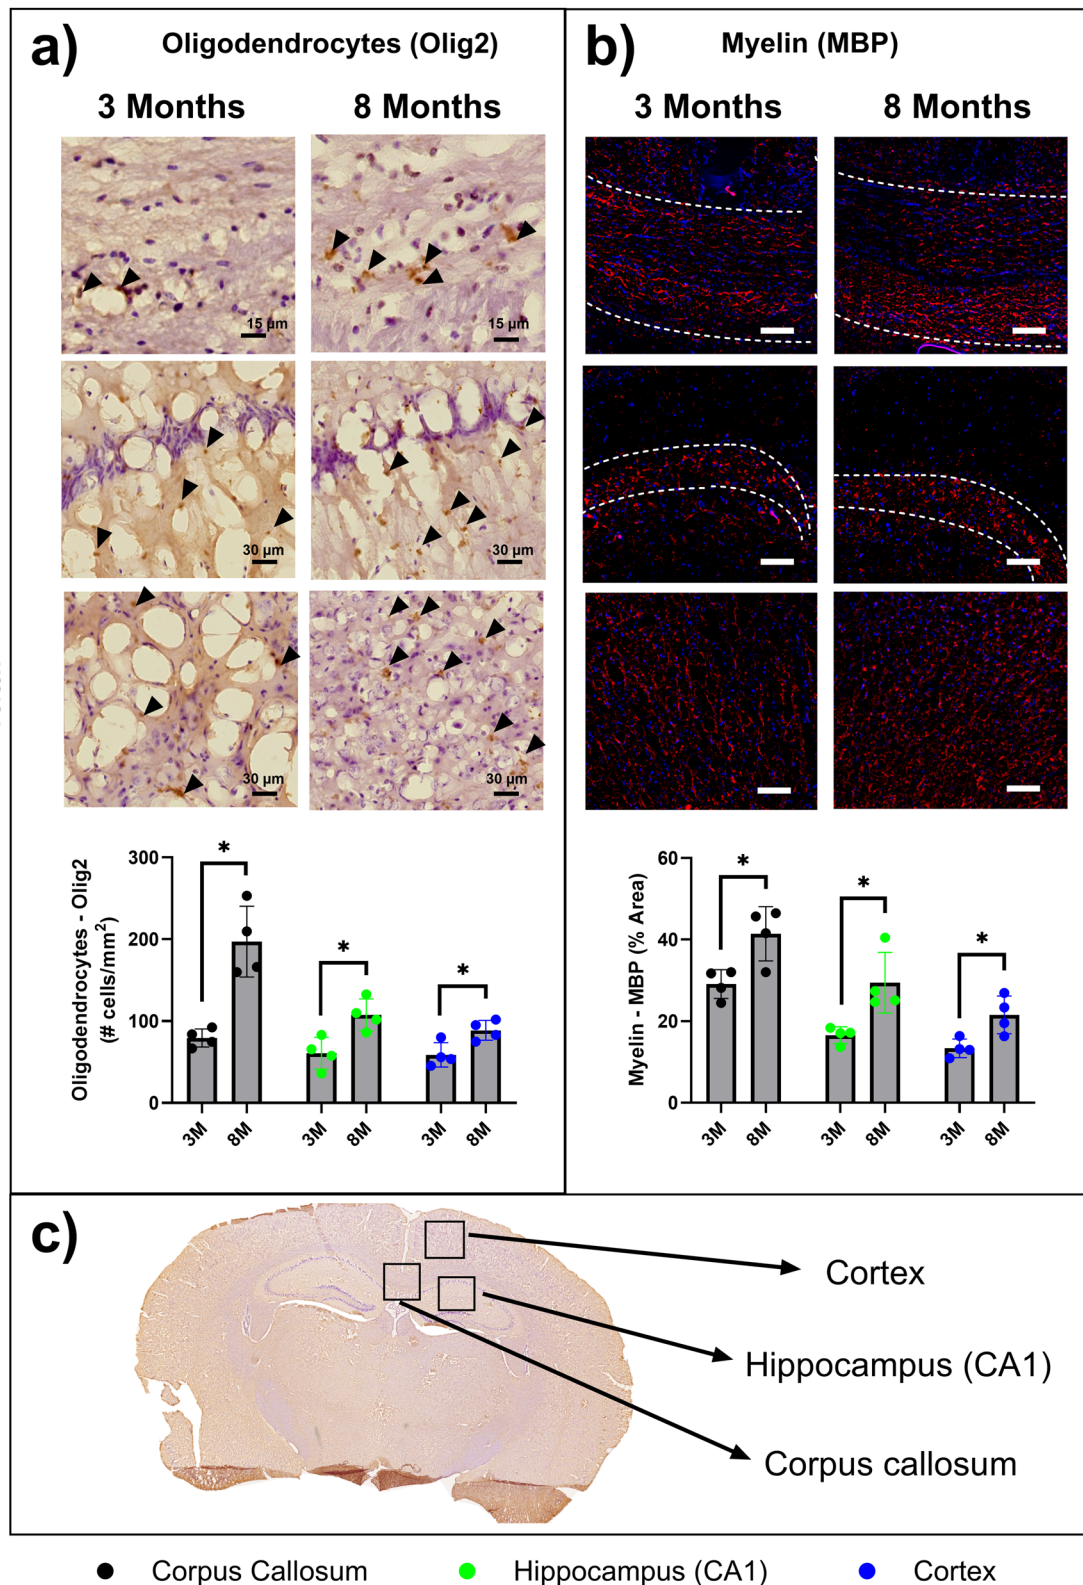 a)
Oligodendrocytes (Olig2)
3 Months
8 Months
15 µm
15 µm
30 µm
30 µm
30 µm
30 µm
Oligodendrocytes - Olig2
(# cells/mm²)
300
200
100
0
*
*
*
3M
8M
3M
8M
3M
8M
b)
Myelin (MBP)
3 Months
8 Months
Myelin - MBP (% Area)
60
40
20
0
*
*
*
3M
8M
3M
8M
3M
8M
c)
Cortex
Hippocampus (CA1)
Corpus callosum
Corpus Callosum
Hippocampus (CA1)
Cortex